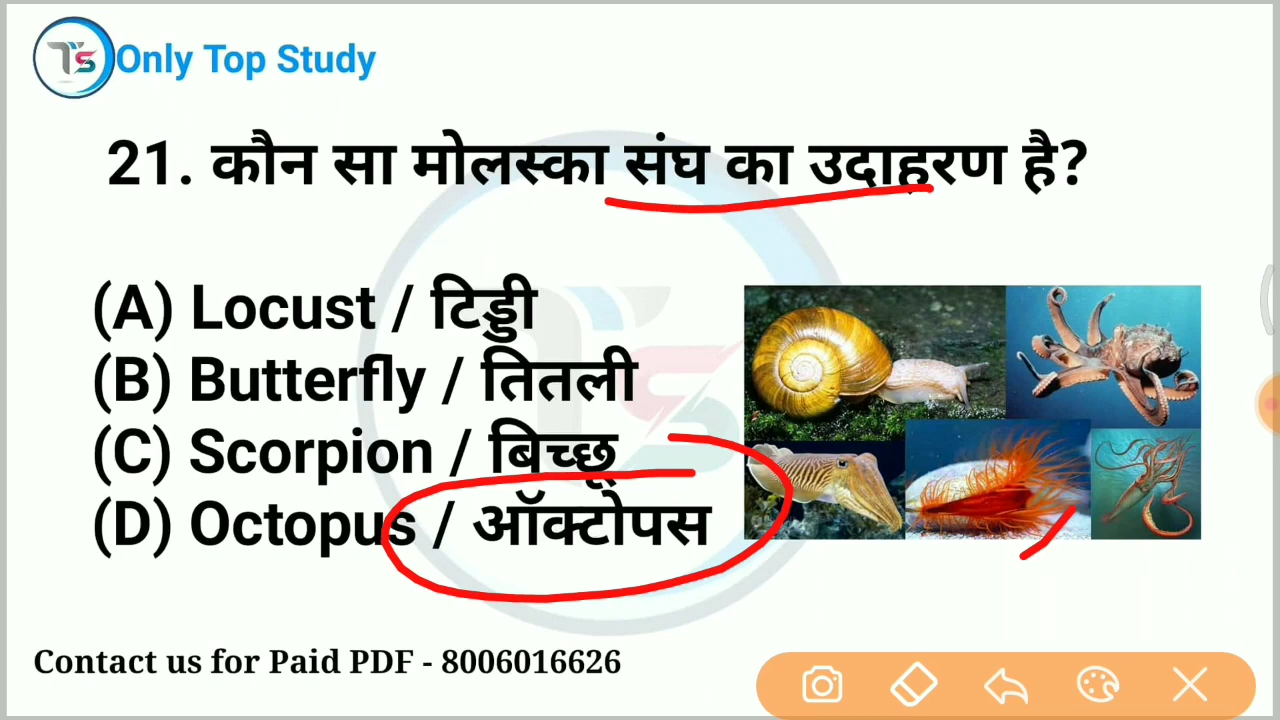 TS Only Top Study
21. कौन सा मोलस्का संघ का उदाहरण है?
(A) Locust / टिड्डी
(B) Butterfly / तितली
(C) Scorpion / बिच्छू
(D) Octopus / ऑक्टोपस
Contact us for Paid PDF - 8006016626